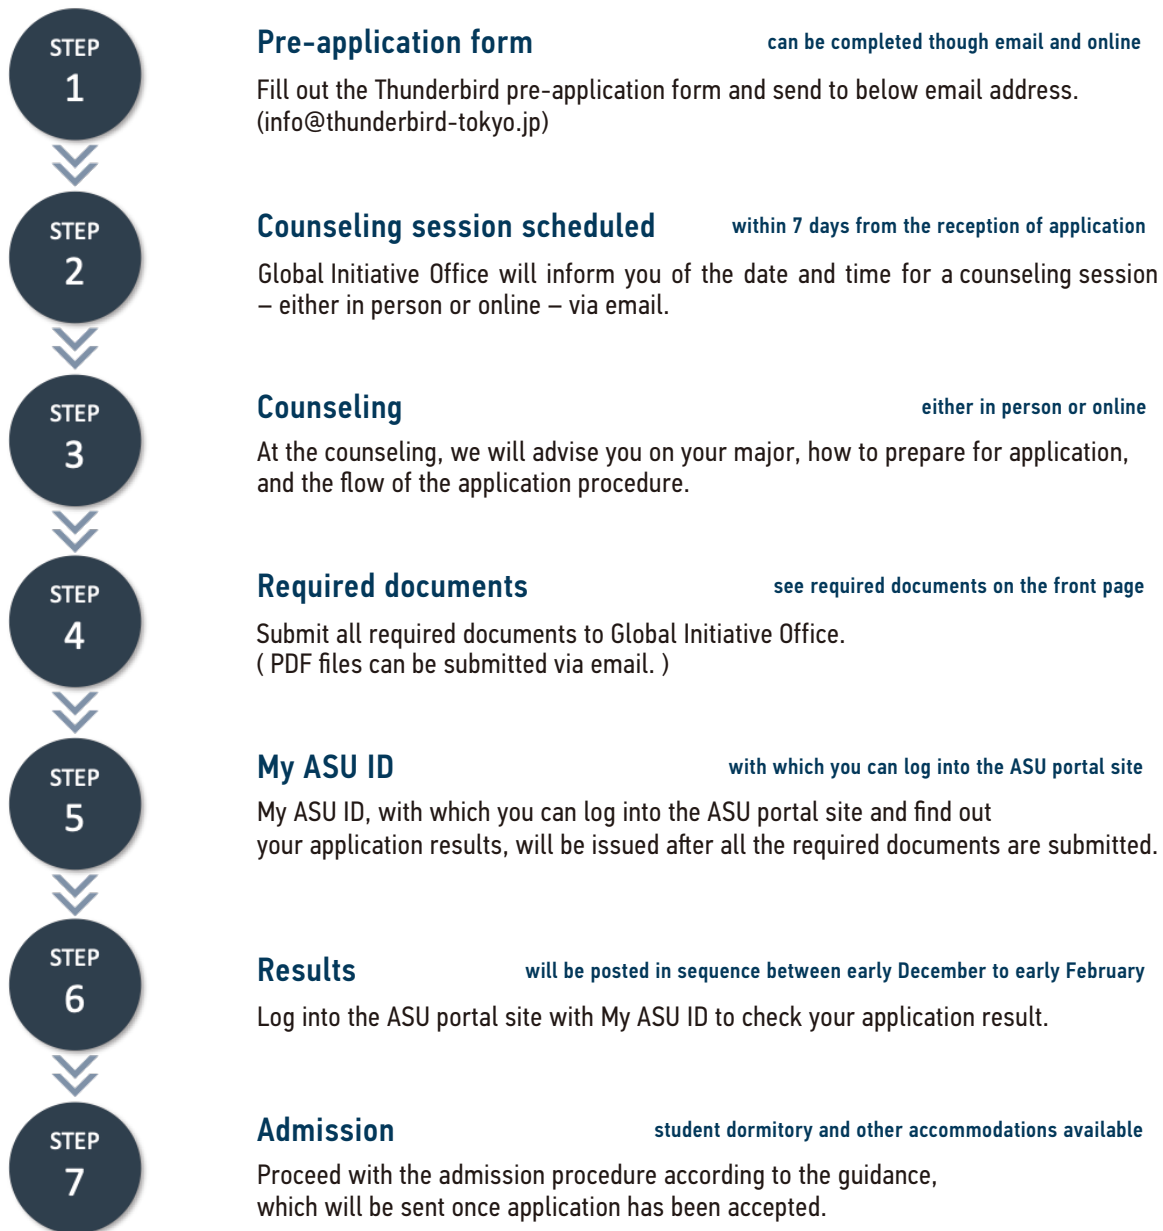 STEP
1
Pre-application form
can be completed though email and online
Fill out the Thunderbird pre-application form and send to below email address.
(info@thunderbird-tokyo.jp)
STEP
2
Counseling session scheduled
within 7 days from the reception of application
Global Initiative Office will inform you of the date and time for a counseling session
– either in person or online – via email.
STEP
3
Counseling
either in person or online
At the counseling, we will advise you on your major, how to prepare for application,
and the flow of the application procedure.
STEP
4
Required documents
see required documents on the front page
Submit all required documents to Global Initiative Office.
( PDF files can be submitted via email. )
STEP
5
My ASU ID
with which you can log into the ASU portal site
My ASU ID, with which you can log into the ASU portal site and find out
your application results, will be issued after all the required documents are submitted.
STEP
6
Results
will be posted in sequence between early December to early February
Log into the ASU portal site with My ASU ID to check your application result.
STEP
7
Admission
student dormitory and other accommodations available
Proceed with the admission procedure according to the guidance,
which will be sent once application has been accepted.